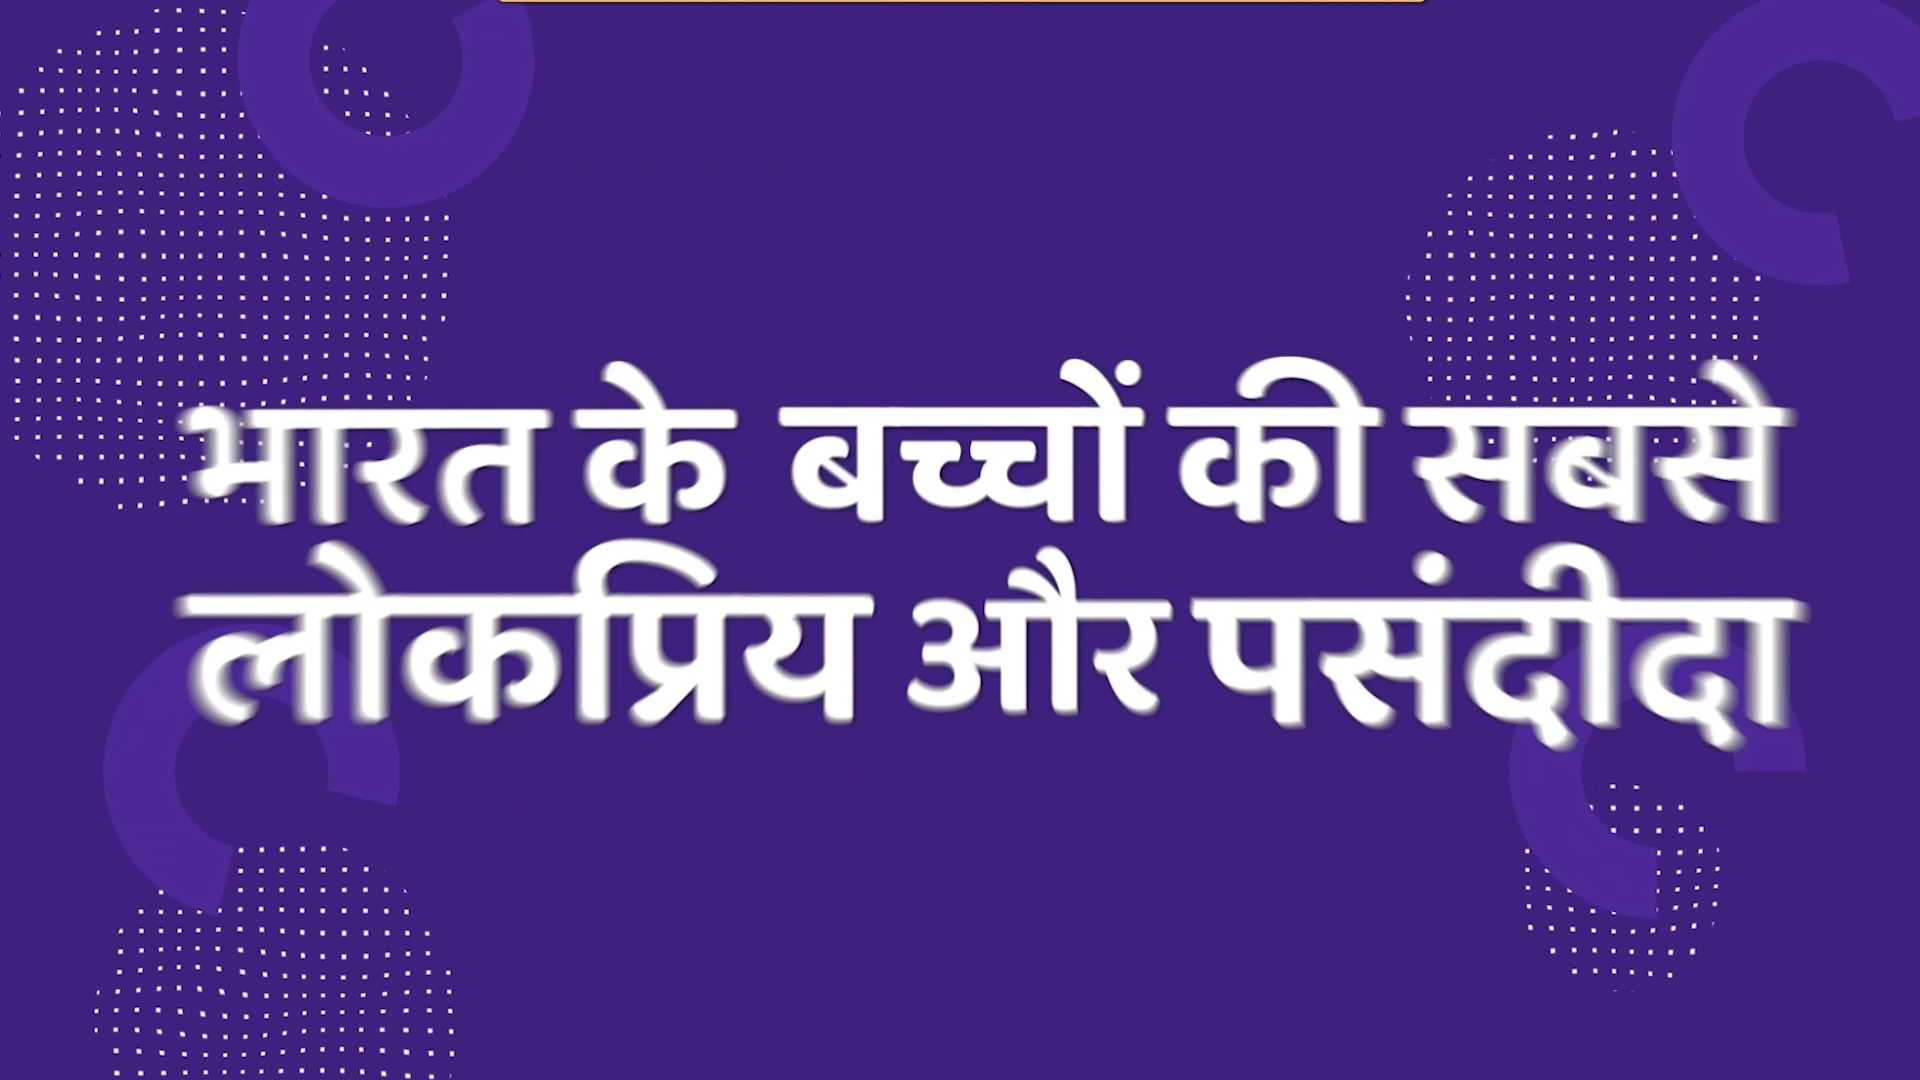 भारत के बच्चों की सबसे
लोकप्रिय और पसंदीदा